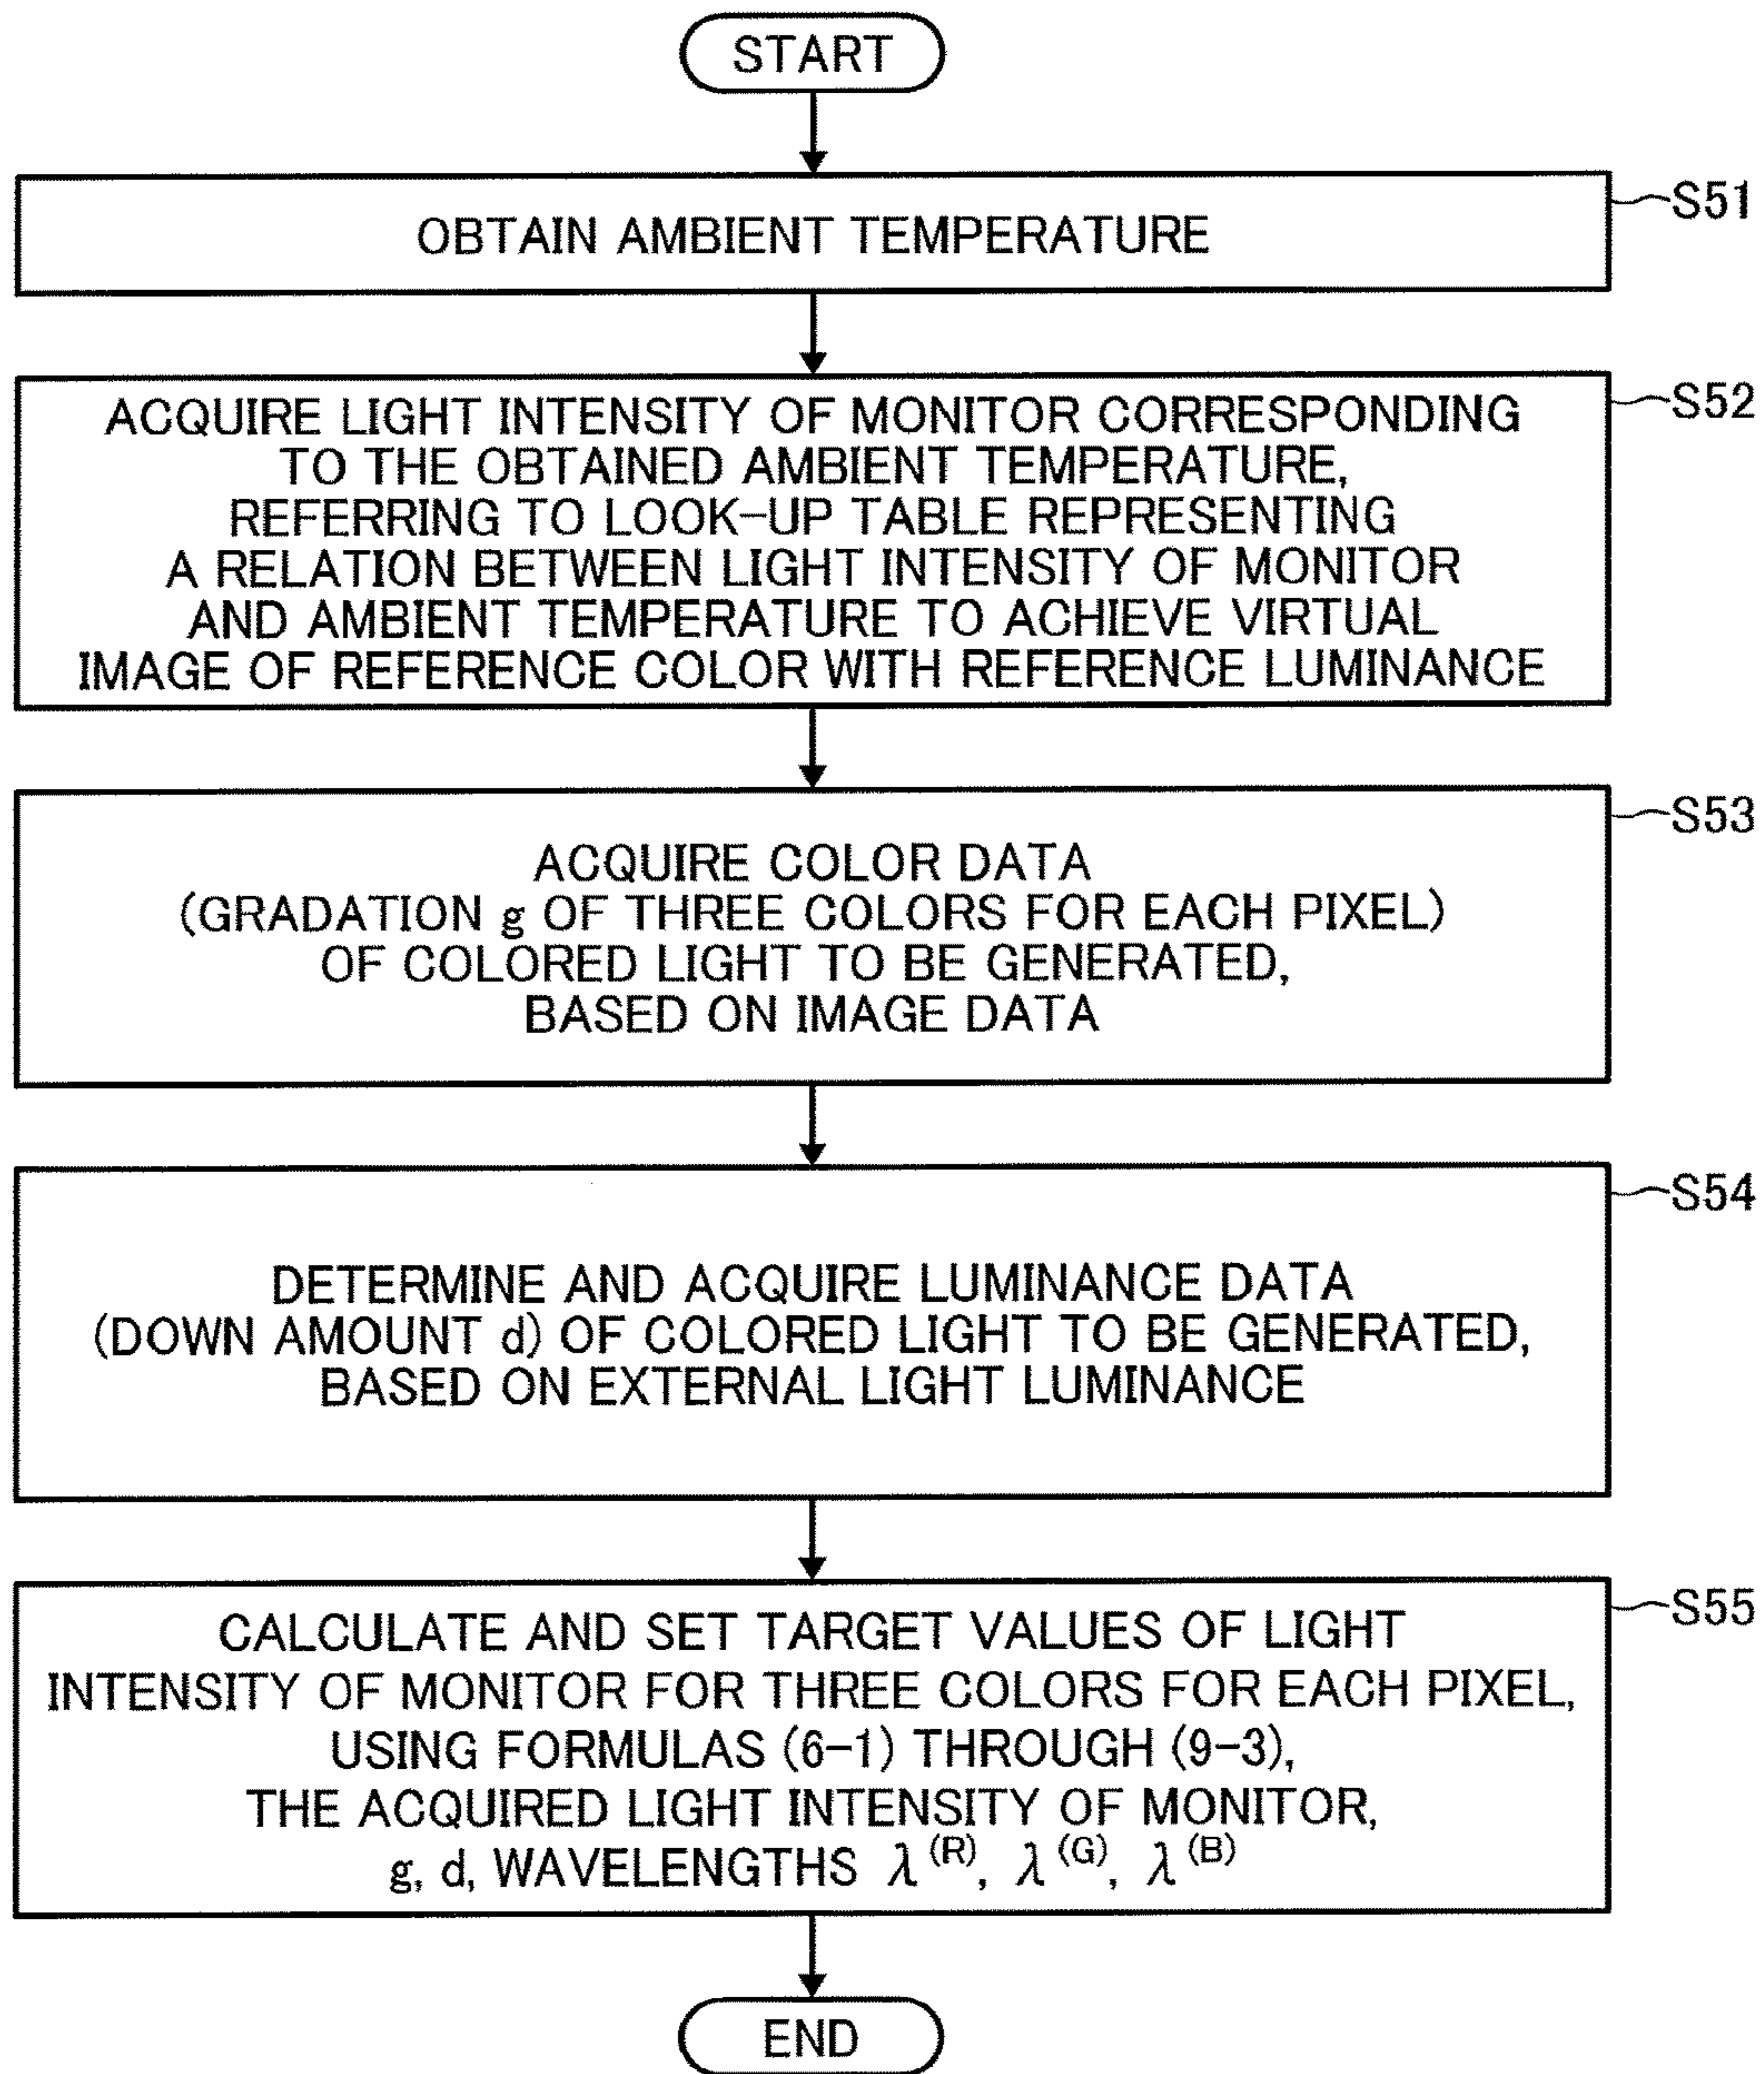 START
OBTAIN AMBIENT TEMPERATURE
S51
ACQUIRE LIGHT INTENSITY OF MONITOR CORRESPONDING
TO THE OBTAINED AMBIENT TEMPERATURE,
REFERRING TO LOOK-UP TABLE REPRESENTING
A RELATION BETWEEN LIGHT INTENSITY OF MONITOR
AND AMBIENT TEMPERATURE TO ACHIEVE VIRTUAL
IMAGE OF REFERENCE COLOR WITH REFERENCE LUMINANCE
S52
ACQUIRE COLOR DATA
(GRADATION g OF THREE COLORS FOR EACH PIXEL)
OF COLORED LIGHT TO BE GENERATED,
BASED ON IMAGE DATA
S53
DETERMINE AND ACQUIRE LUMINANCE DATA
(DOWN AMOUNT d) OF COLORED LIGHT TO BE GENERATED,
BASED ON EXTERNAL LIGHT LUMINANCE
S54
CALCULATE AND SET TARGET VALUES OF LIGHT
INTENSITY OF MONITOR FOR THREE COLORS FOR EACH PIXEL,
USING FORMULAS (6-1) THROUGH (9-3),
THE ACQUIRED LIGHT INTENSITY OF MONITOR,
g, d, WAVELENGTHS λ(R), λ(G), λ(B)
S55
END